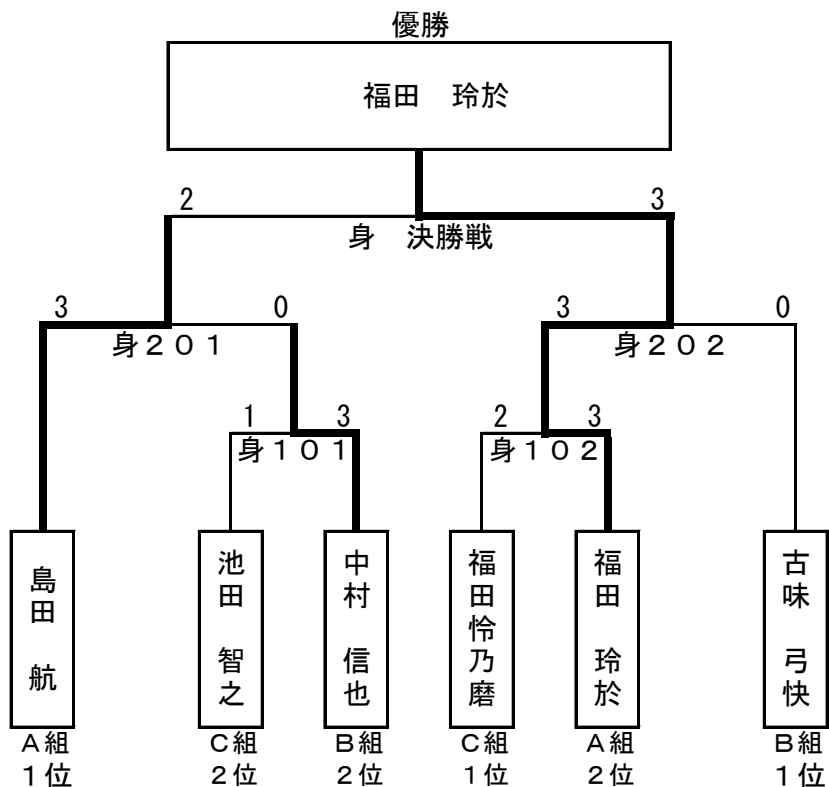 優勝
福田　玲於
2　3
身　決勝戦
3　0　3　0
身２０１　身２０２
1　3　2　3
身１０１　身１０２
島田　航
池田　智之
中村　信也
福田怜乃磨
福田　玲於
古味　弓快
Ａ組　Ｃ組　Ｂ組　Ｃ組　Ａ組　Ｂ組
１位　２位　２位　１位　２位　１位